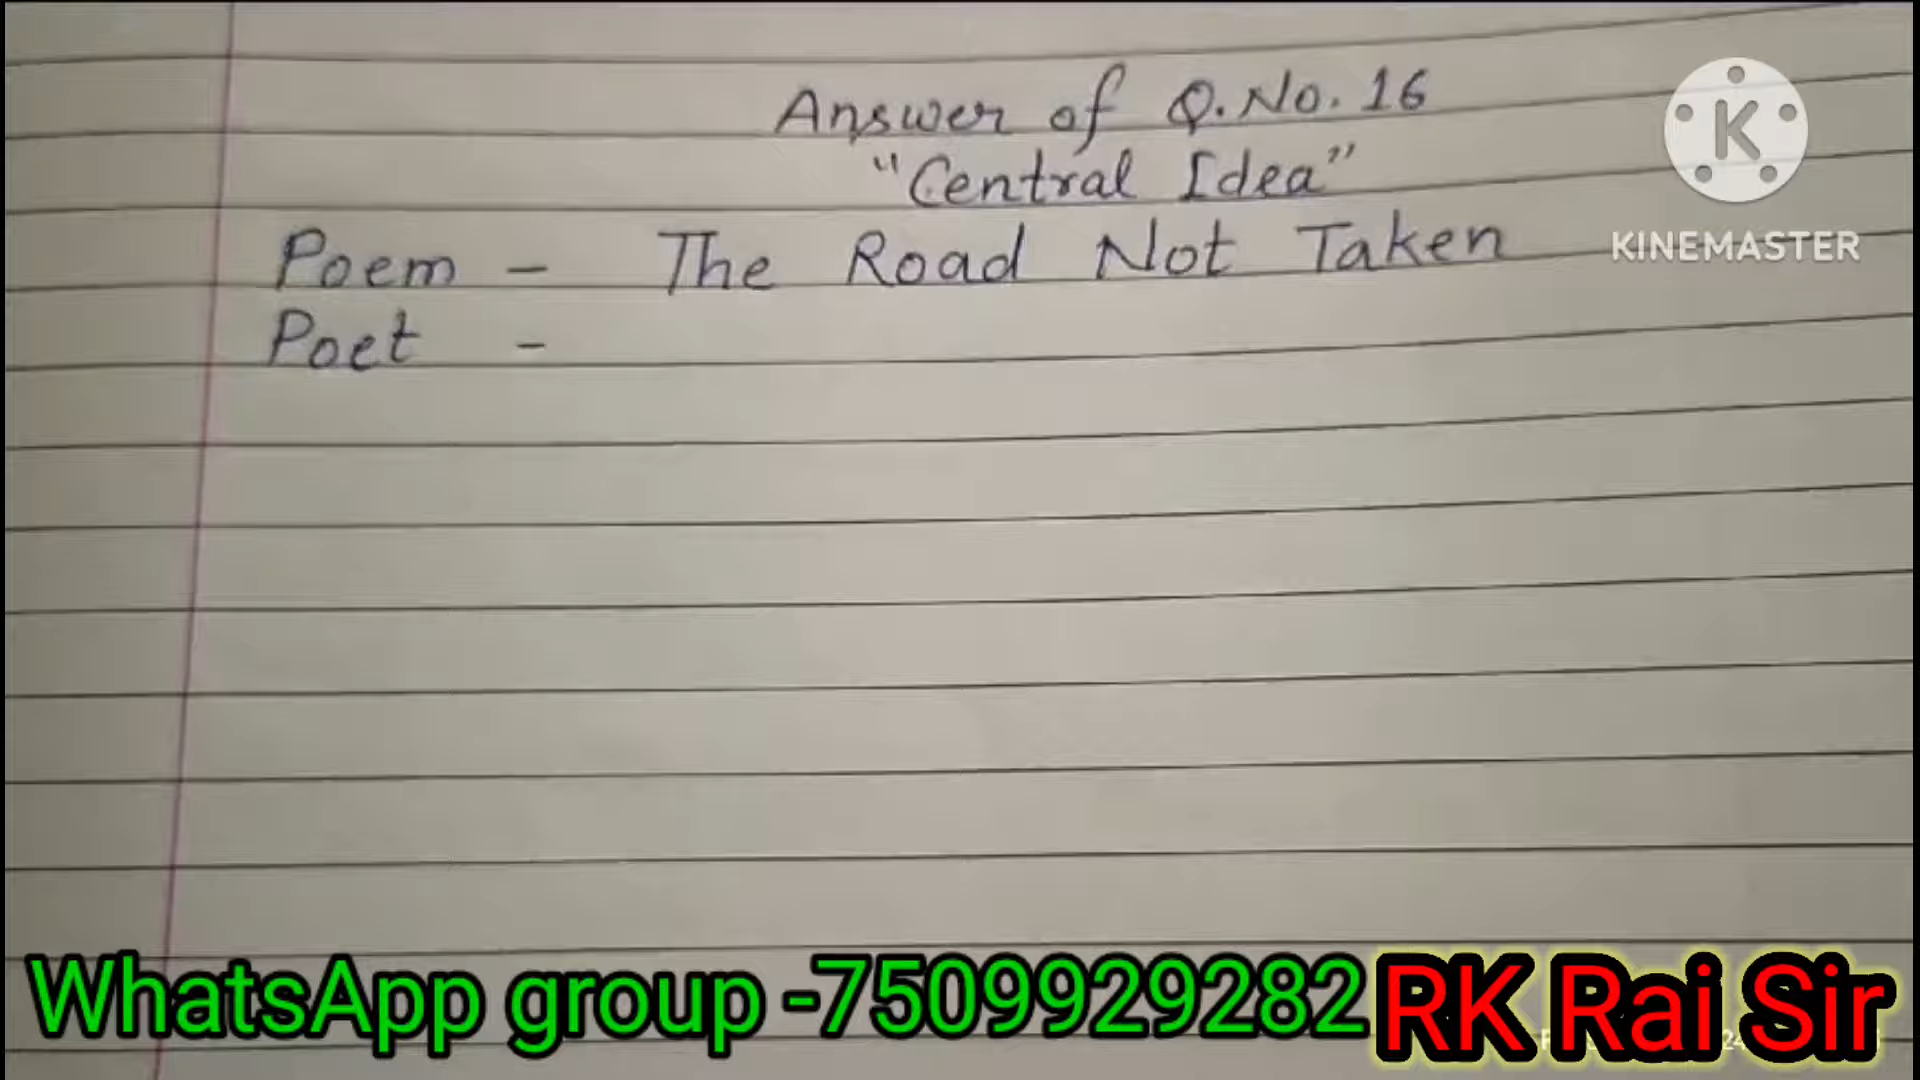 Answer of Q.No. 16
"Central Idea"
Poem - The Road Not Taken
Poet -
KINEMASTER
WhatsApp group -7509929282 RK Rai Sir